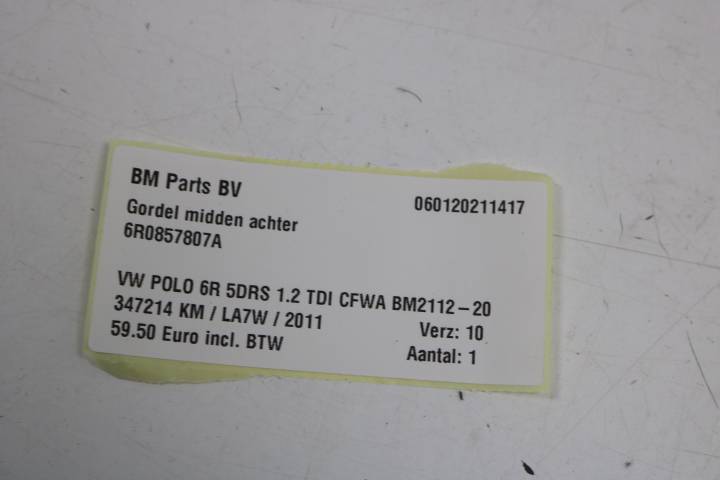 BM Parts BV
060120211417
Gordel midden achter
6R0857807A
VW POLO 6R 5DRS 1.2 TDI CFWA BM2112-20
347214 KM / LA7W / 2011 Verz: 10
59.50 Euro incl. BTW Aantal: 1